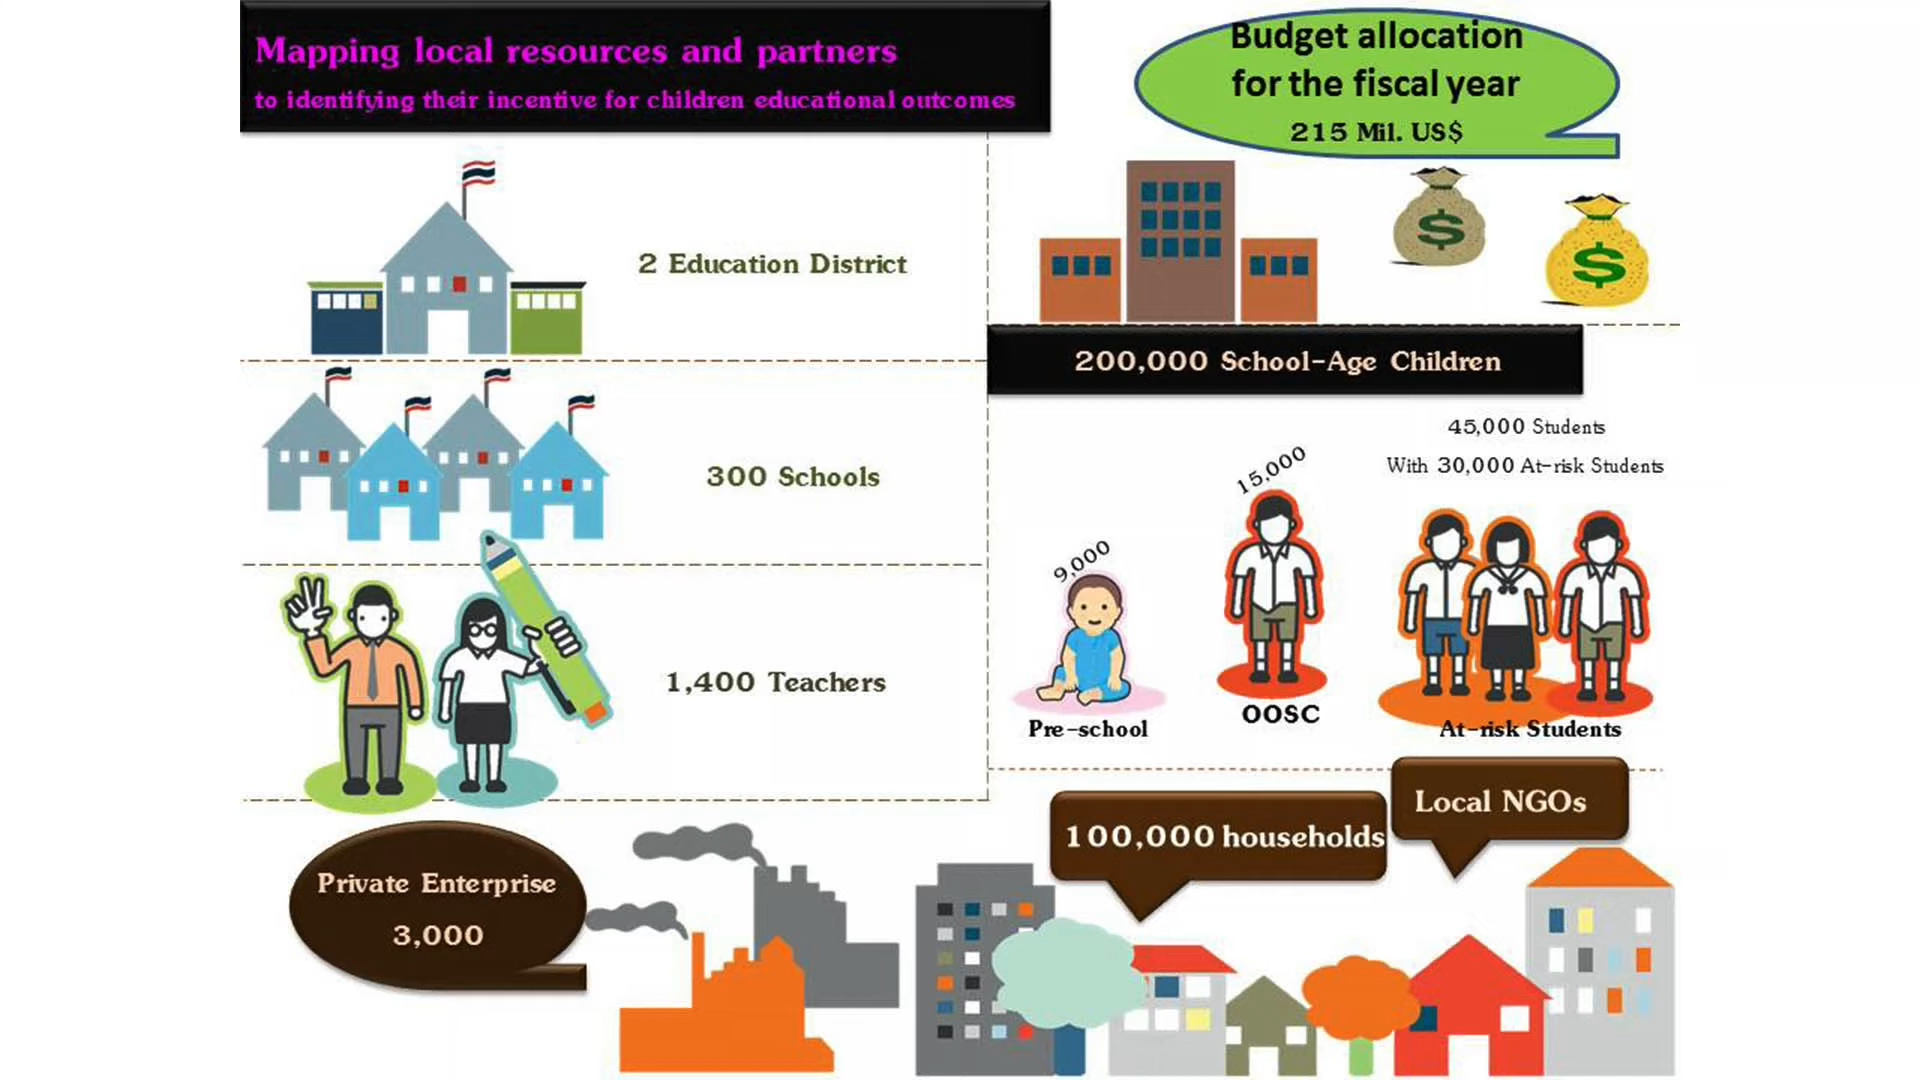 Mapping local resources and partners
to identifying their incentive for children educational outcomes
Budget allocation
for the fiscal year
215 Mil. US$
2 Education District
300 Schools
1,400 Teachers
200,000 School-Age Children
45,000 Students
With 30,000 At-risk Students
15,000
9,000
Pre-school
OOSC
At-risk Students
Private Enterprise
3,000
100,000 households
Local NGOs
$
$